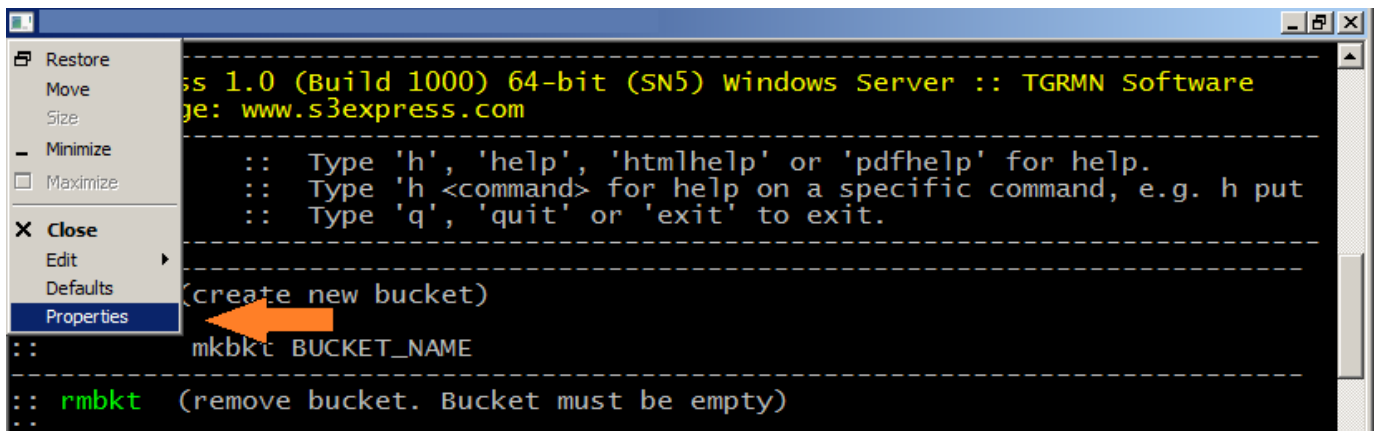 Restore
Move
Size
Minimize
Maximize
Close
Edit
Defaults
Properties
------------------------------------------------------------------------
ss 1.0 (Build 1000) 64-bit (SN5) Windows Server :: TGRMN Software
ge: www.s3express.com
------------------------------------------------------------------------
:: Type 'h', 'help', 'htmlhelp' or 'pdfhelp' for help.
:: Type 'h <command> for help on a specific command, e.g. h put
:: Type 'q', 'quit' or 'exit' to exit.
------------------------------------------------------------------------
------------------------------------------------------------------------
(create new bucket)
:: mkbkt BUCKET_NAME
------------------------------------------------------------------------
:: rmbkt (remove bucket. Bucket must be empty)
::